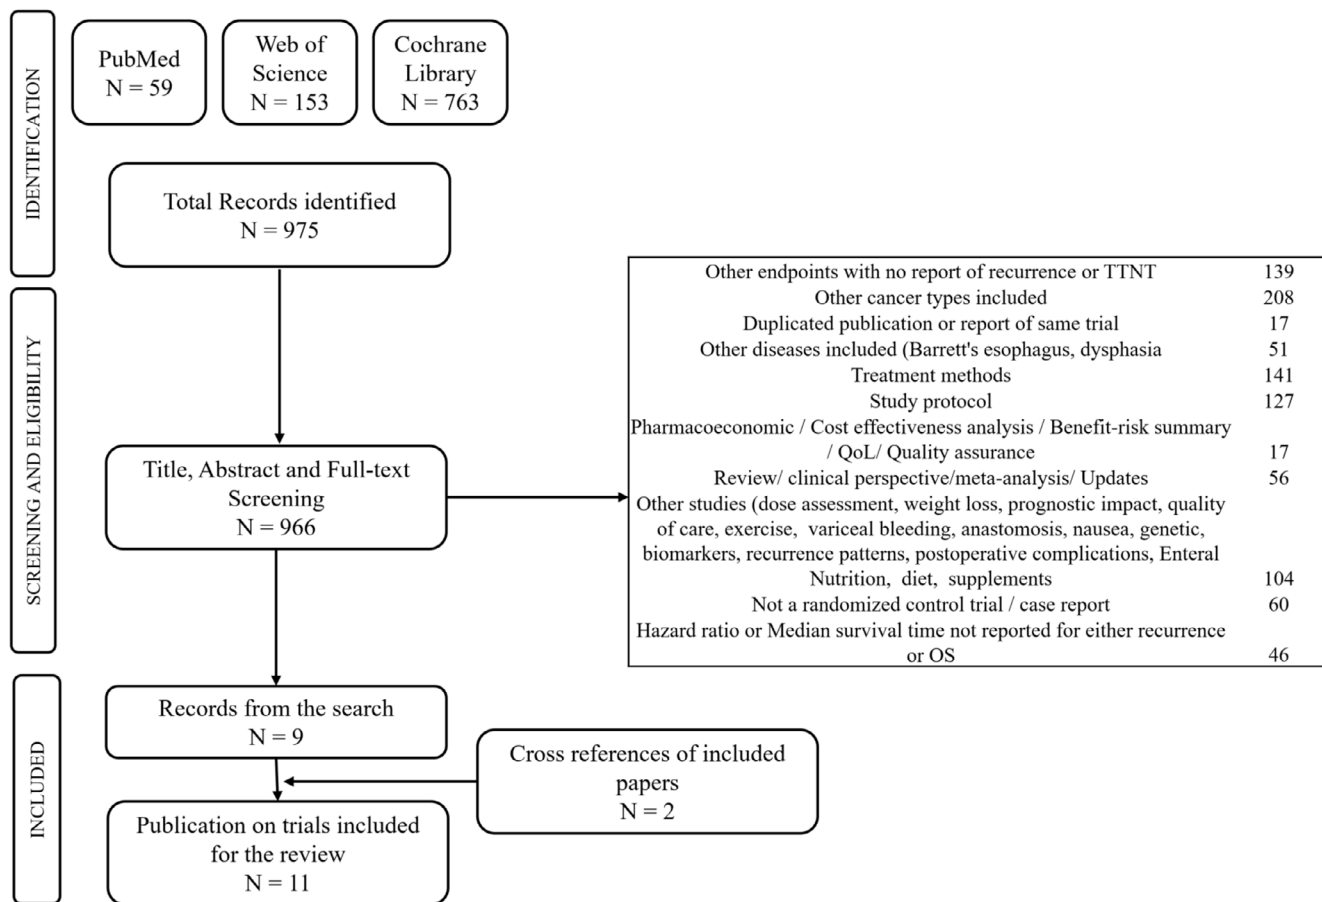 IDENTIFICATION
PubMed
N = 59
Web of
Science
N = 153
Cochrane
Library
N = 763
Total Records identified
N = 975
SCREENING AND ELIGIBILITY
Title, Abstract and Full-text
Screening
N = 966
Other endpoints with no report of recurrence or TTNT 139
Other cancer types included 208
Duplicated publication or report of same trial 17
Other diseases included (Barrett's esophagus, dysphasia 51
Treatment methods 141
Study protocol 127
Pharmacoeconomic / Cost effectiveness analysis / Benefit-risk summary
/ QoL/ Quality assurance 17
Review/ clinical perspective/meta-analysis/ Updates 56
Other studies (dose assessment, weight loss, prognostic impact, quality
of care, exercise, variceal bleeding, anastomosis, nausea, genetic,
biomarkers, recurrence patterns, postoperative complications, Enteral
Nutrition, diet, supplements 104
Not a randomized control trial / case report 60
Hazard ratio or Median survival time not reported for either recurrence
or OS 46
INCLUDED
Records from the search
N = 9
Cross references of included
papers
N = 2
Publication on trials included
for the review
N = 11